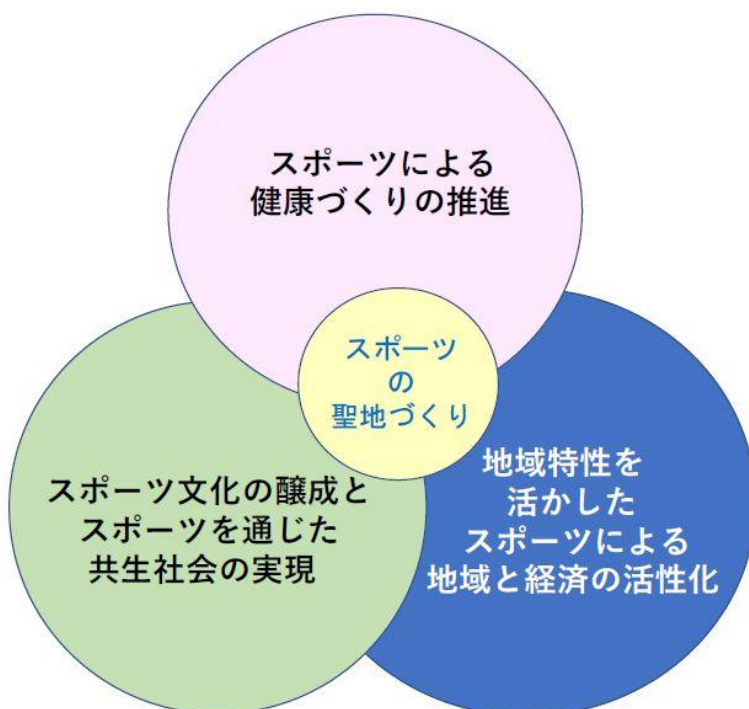 スポーツによる
健康づくりの推進
スポーツ
の
聖地づくり
スポーツ文化の醸成と
スポーツを通じた
共生社会の実現
地域特性を
活かした
スポーツによる
地域と経済の活性化